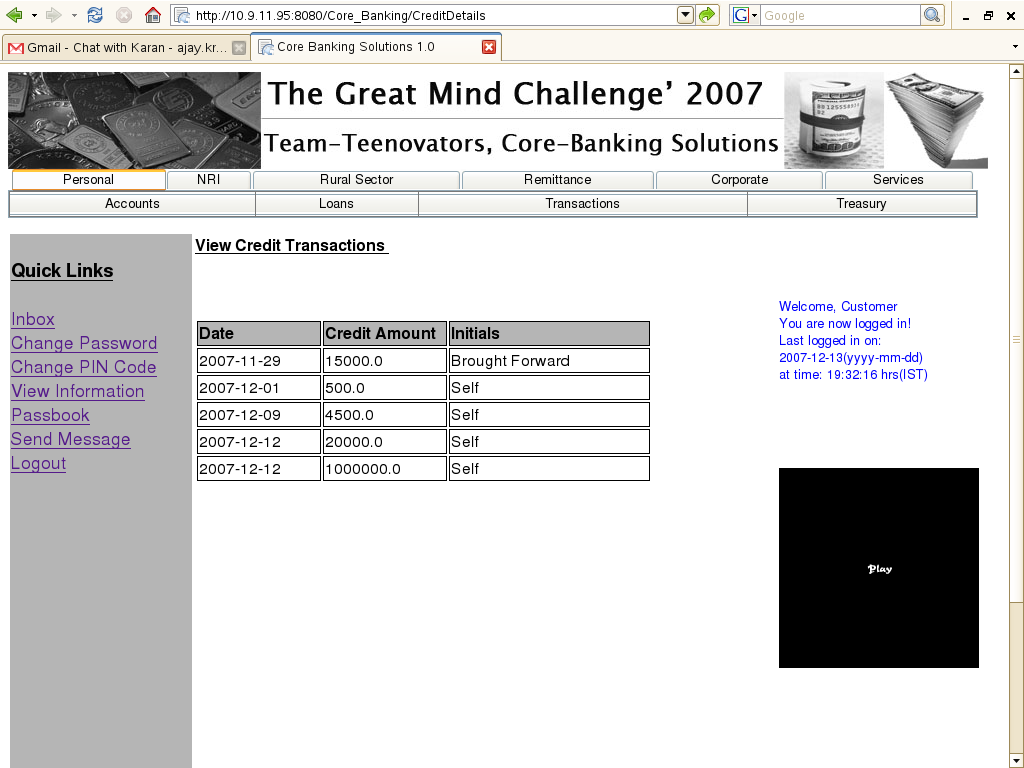 http://10.9.11.95:8080/Core_Banking/CreditDetails
Google
Gmail - Chat with Karan - ajay.kr...
Core Banking Solutions 1.0
The Great Mind Challenge’ 2007
Team-Teenovators, Core-Banking Solutions
Personal NRI Rural Sector Remittance Corporate Services
Accounts Loans Transactions Treasury
View Credit Transactions
Quick Links
Inbox
Change Password
Change PIN Code
View Information
Passbook
Send Message
Logout
Date Credit Amount Initials
2007-11-29 15000.0 Brought Forward
2007-12-01 500.0 Self
2007-12-09 4500.0 Self
2007-12-12 20000.0 Self
2007-12-12 1000000.0 Self
Welcome, Customer
You are now logged in!
Last logged in on:
2007-12-13(yyyy-mm-dd)
at time: 19:32:16 hrs(IST)
Play